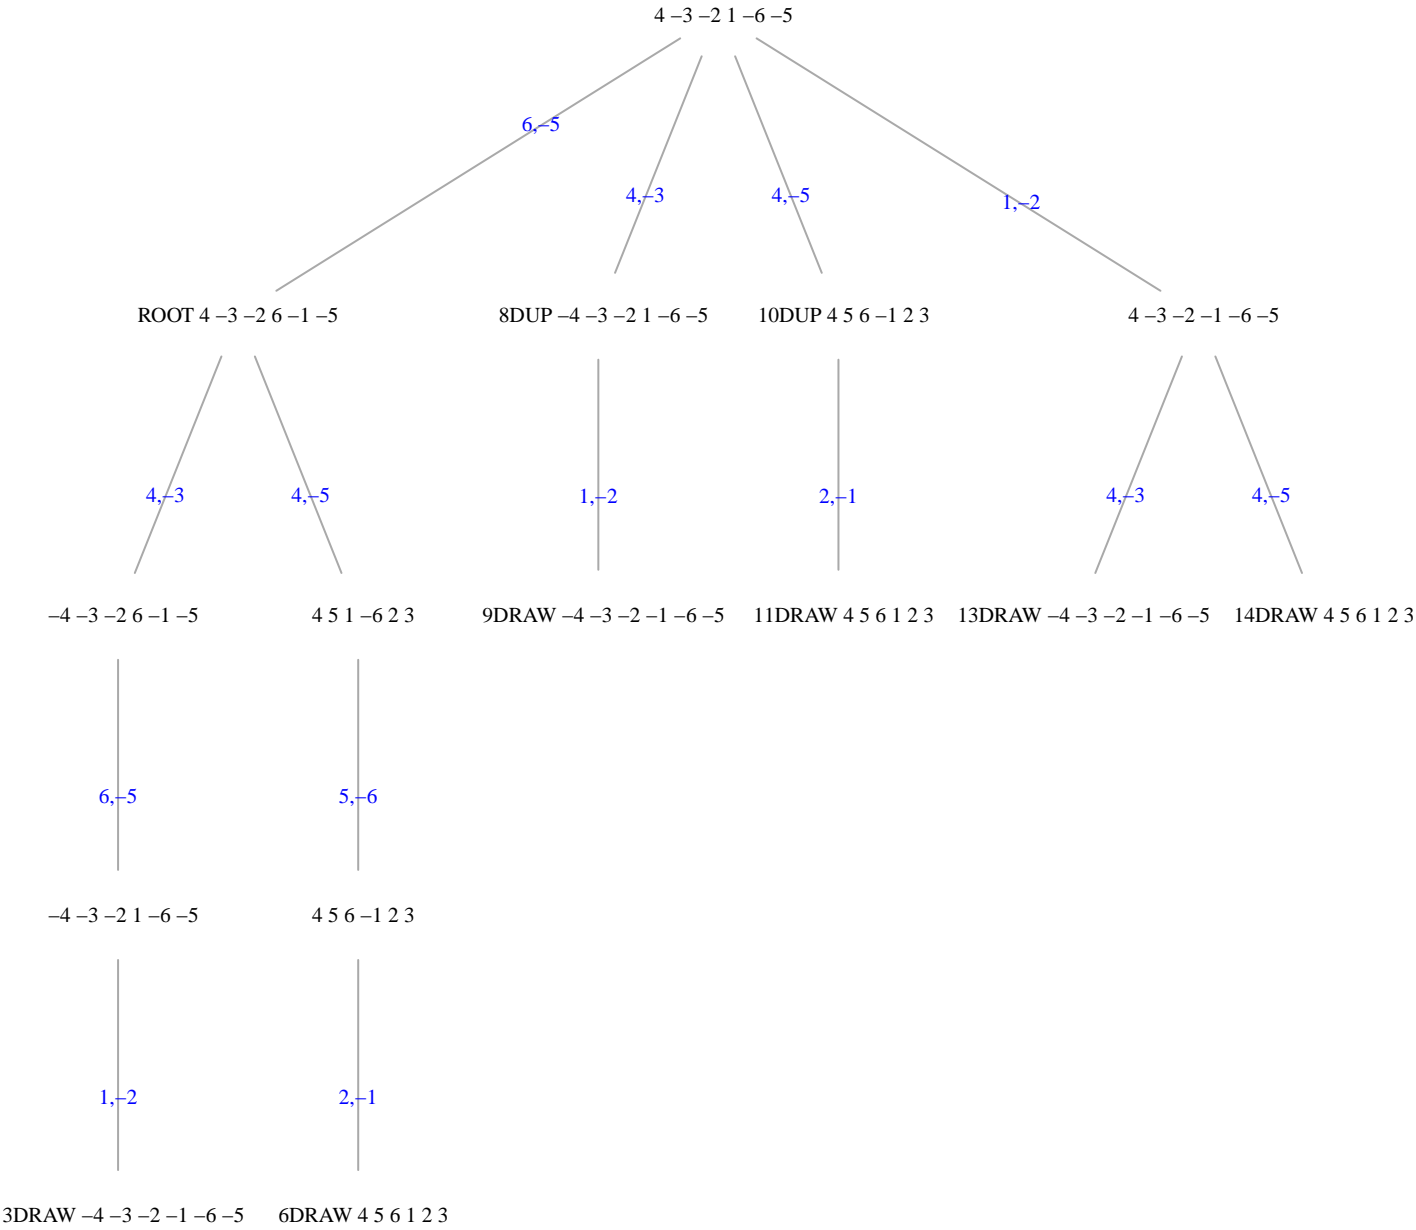 4 –3 –2 1 –6 –5
6,–5
4,–3
4,–5
1,–2
ROOT 4 –3 –2 6 –1 –5
8DUP –4 –3 –2 1 –6 –5
10DUP 4 5 6 –1 2 3
4 –3 –2 –1 –6 –5
4,–3
4,–5
1,–2
2,–1
4,–3
4,–5
–4 –3 –2 6 –1 –5
4 5 1 –6 2 3
9DRAW –4 –3 –2 –1 –6 –5
11DRAW 4 5 6 1 2 3
13DRAW –4 –3 –2 –1 –6 –5
14DRAW 4 5 6 1 2 3
6,–5
5,–6
–4 –3 –2 1 –6 –5
4 5 6 –1 2 3
1,–2
2,–1
3DRAW –4 –3 –2 –1 –6 –5
6DRAW 4 5 6 1 2 3